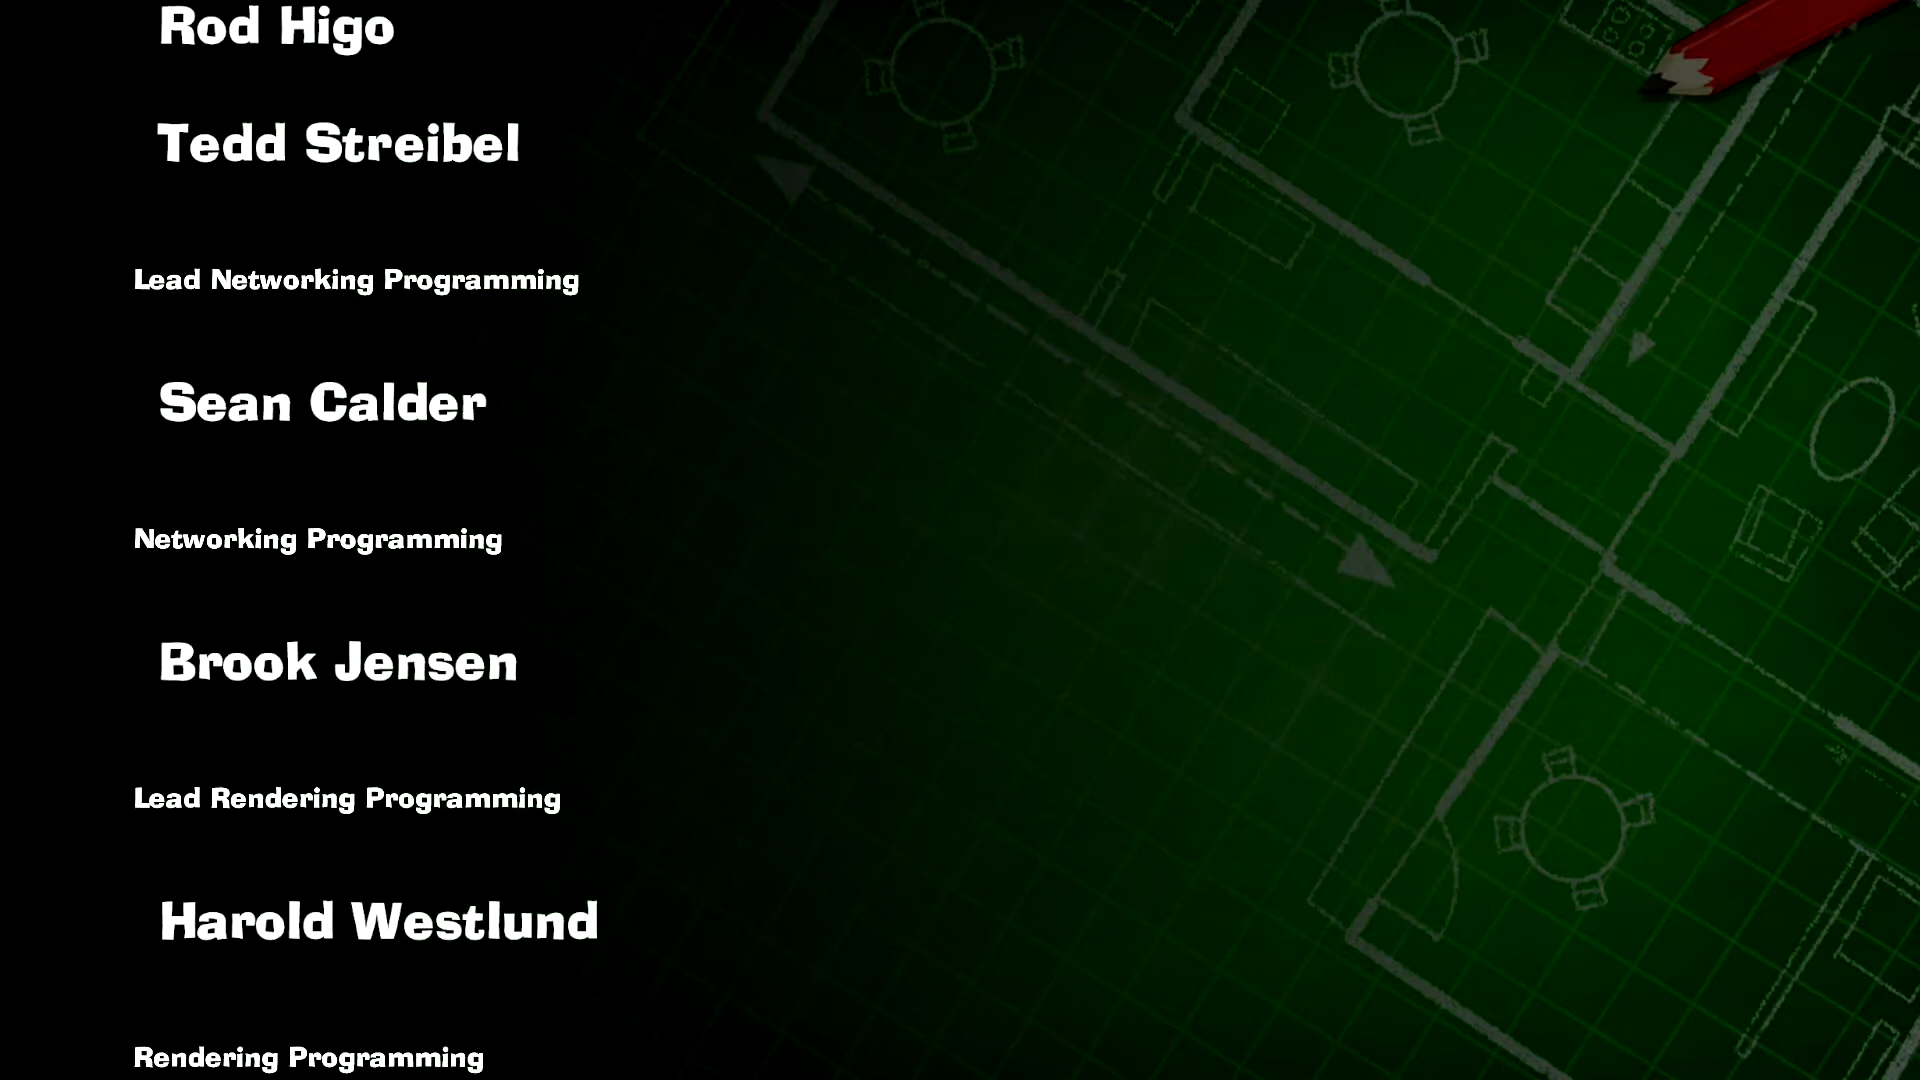 Rod Higo
Tedd Streibel
Lead Networking Programming
Sean Calder
Networking Programming
Brook Jensen
Lead Rendering Programming
Harold Westlund
Rendering Programming